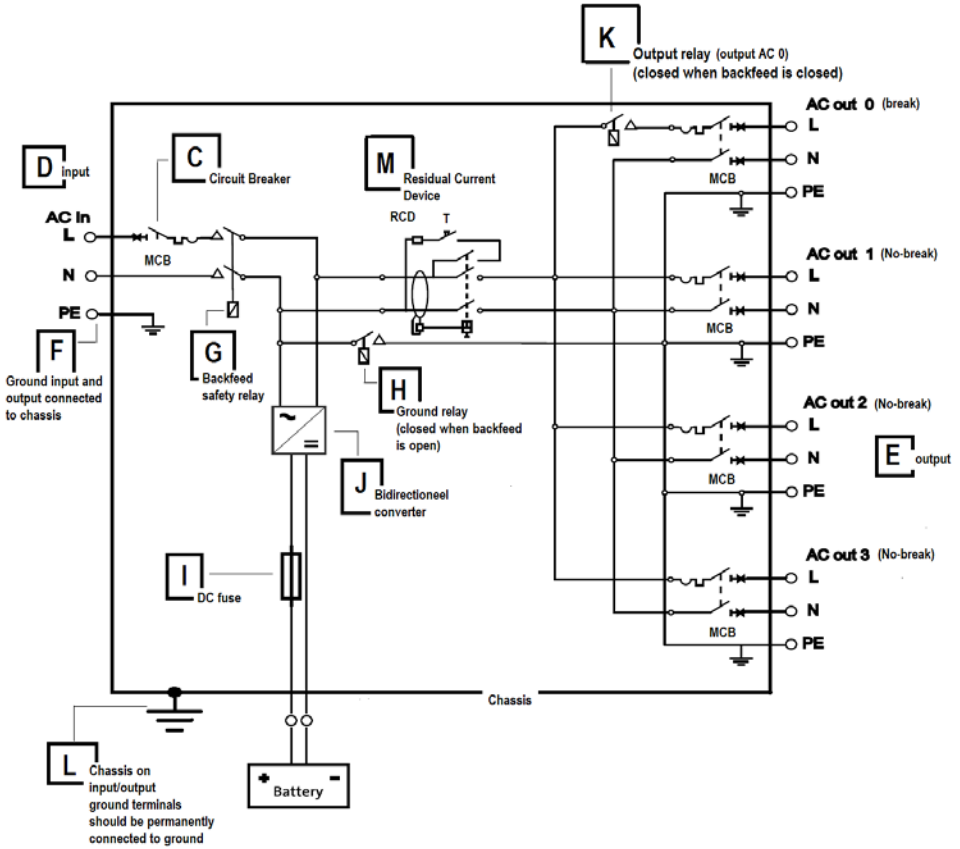 K
Output relay (output AC 0)
(closed when backfeed is closed)
AC out 0 (break)
L
N
MCB
PE
D
input
C
Circuit Breaker
M
Residual Current
Device
RCD T
AC in
L
MCB
N
PE
F
Ground input and
output connected
to chassis
G
Backfeed
safety relay
H
Ground relay
(closed when backfeed
is open)
AC out 1 (No-break)
L
N
MCB
PE
~
=
J
Bidirectioneel
converter
AC out 2 (No-break)
L
N
MCB
PE
E
output
I
DC fuse
AC out 3 (No-break)
L
N
MCB
PE
Chassis
L
Chassis on
input/output
ground terminals
should be permanently
connected to ground
+ -
Battery